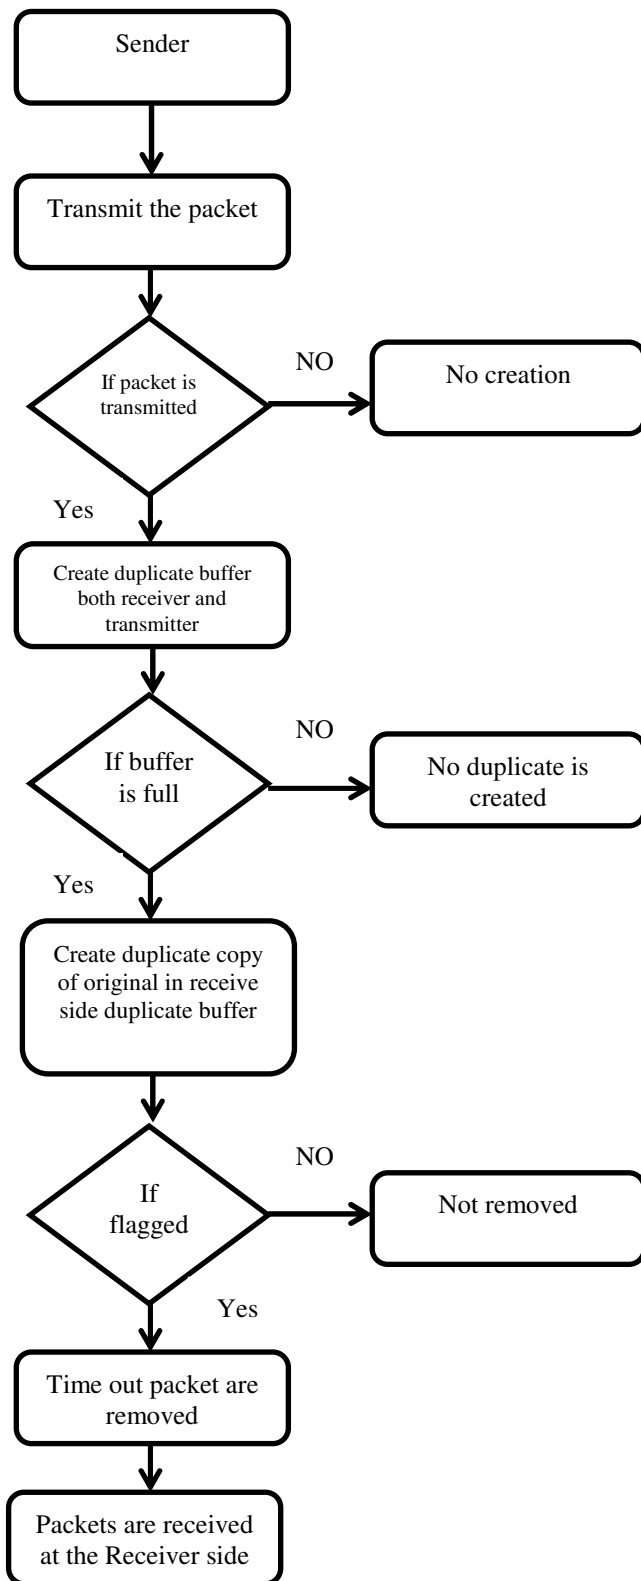 Sender
Transmit the packet
If packet is
transmitted
NO
No creation
Yes
Create duplicate buffer
both receiver and
transmitter
If buffer
is full
NO
No duplicate is
created
Yes
Create duplicate copy
of original in receive
side duplicate buffer
If
flagged
NO
Not removed
Yes
Time out packet are
removed
Packets are received
at the Receiver side